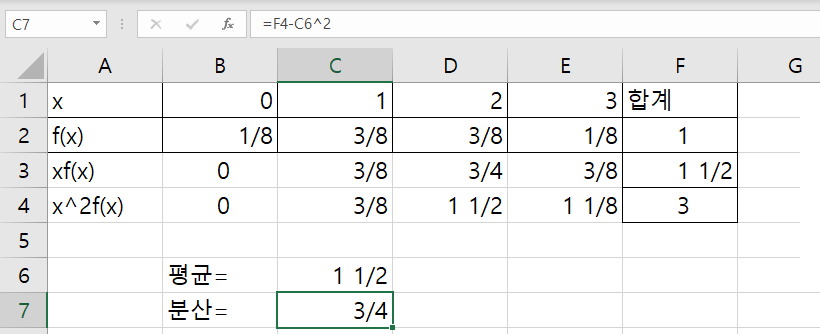 C7 fx =F4-C6^2
A B C D E F G
1 x 0 1 2 3 합계
2 f(x) 1/8 3/8 3/8 1/8 1
3 xf(x) 0 3/8 3/4 3/8 1 1/2
4 x^2f(x) 0 3/8 1 1/2 1 1/8 3
5
6 평균= 1 1/2
7 분산= 3/4